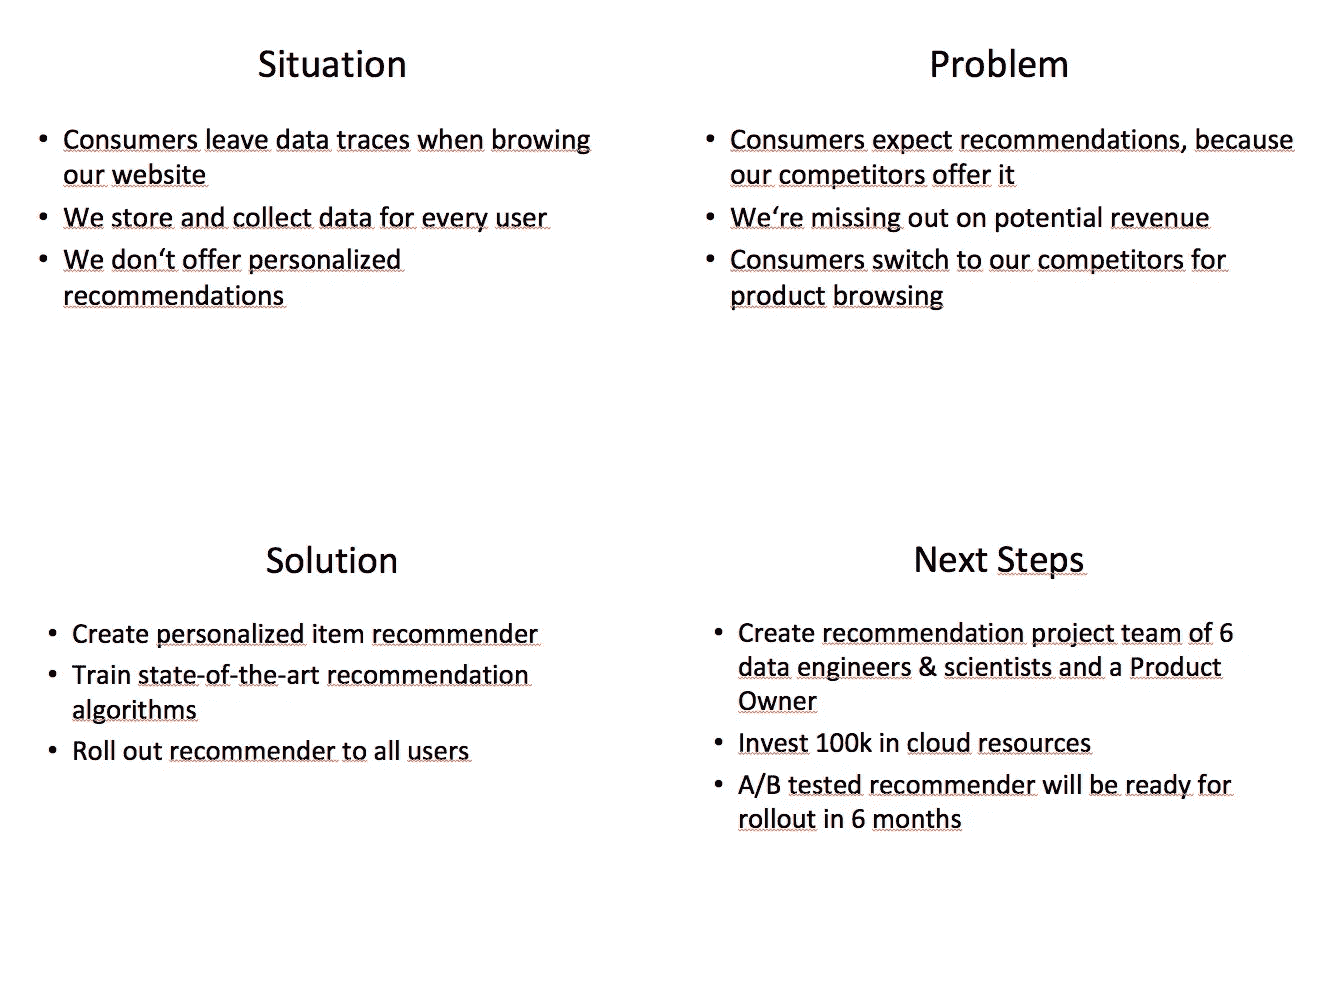 Situation
• Consumers leave data traces when browing
our website
• We store and collect data for every user
• We don‘t offer personalized
recommendations
Problem
• Consumers expect recommendations, because
our competitors offer it
• We‘re missing out on potential revenue
• Consumers switch to our competitors for
product browsing
Solution
• Create personalized item recommender
• Train state-of-the-art recommendation
algorithms
• Roll out recommender to all users
Next Steps
• Create recommendation project team of 6
data engineers & scientists and a Product
Owner
• Invest 100k in cloud resources
• A/B tested recommender will be ready for
rollout in 6 months